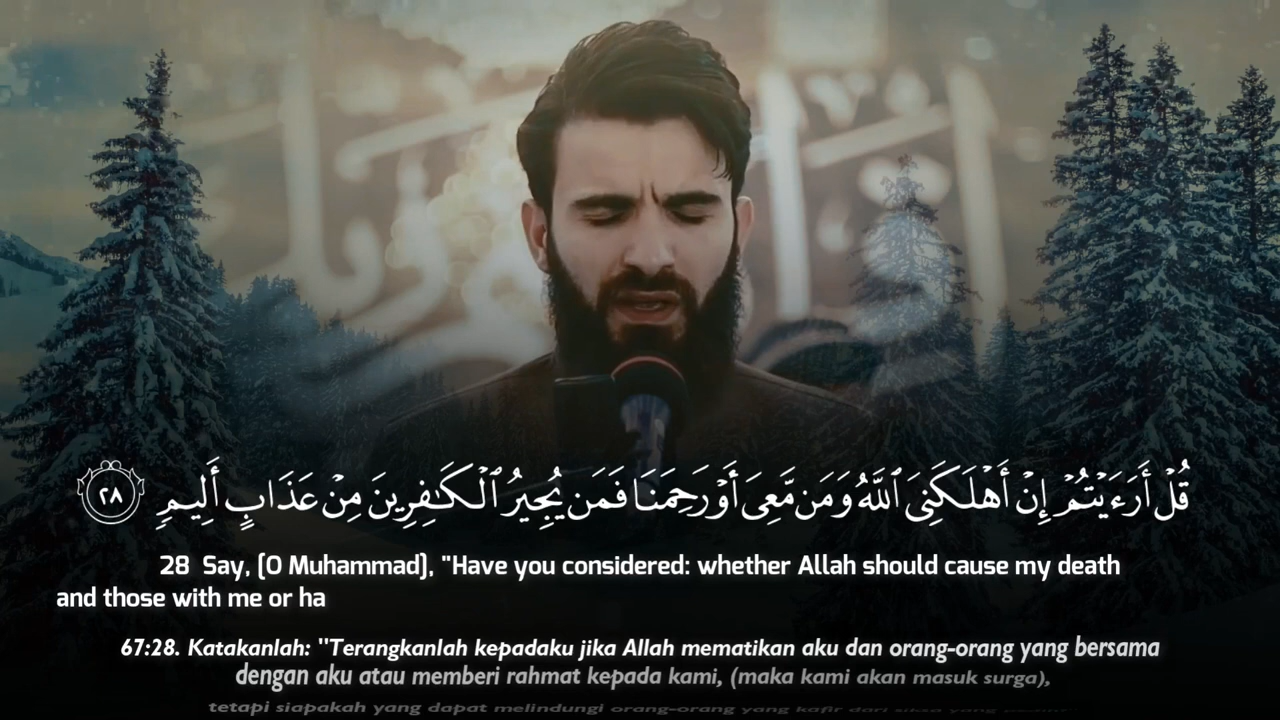 قُلْ أَرَءَيْتُمْ إِنْ أَهْلَكَنِىَ ٱللَّهُ وَمَن مَّعِىَ أَوْ رَحِمَنَا فَمَن يُجِيرُ ٱلْكَـٰفِرِينَ مِنْ عَذَابٍ أَلِيمٍ ٢٨
28 Say, [O Muhammad], "Have you considered: whether Allah should cause my death
and those with me or ha
67:28. Katakanlah: "Terangkanlah kepadaku jika Allah mematikan aku dan orang-orang yang bersama
dengan aku atau memberi rahmat kepada kami, (maka kami akan masuk surga),
tetapi siapakah yang dapat melindungi orang-orang yang kafir dari siksa yang